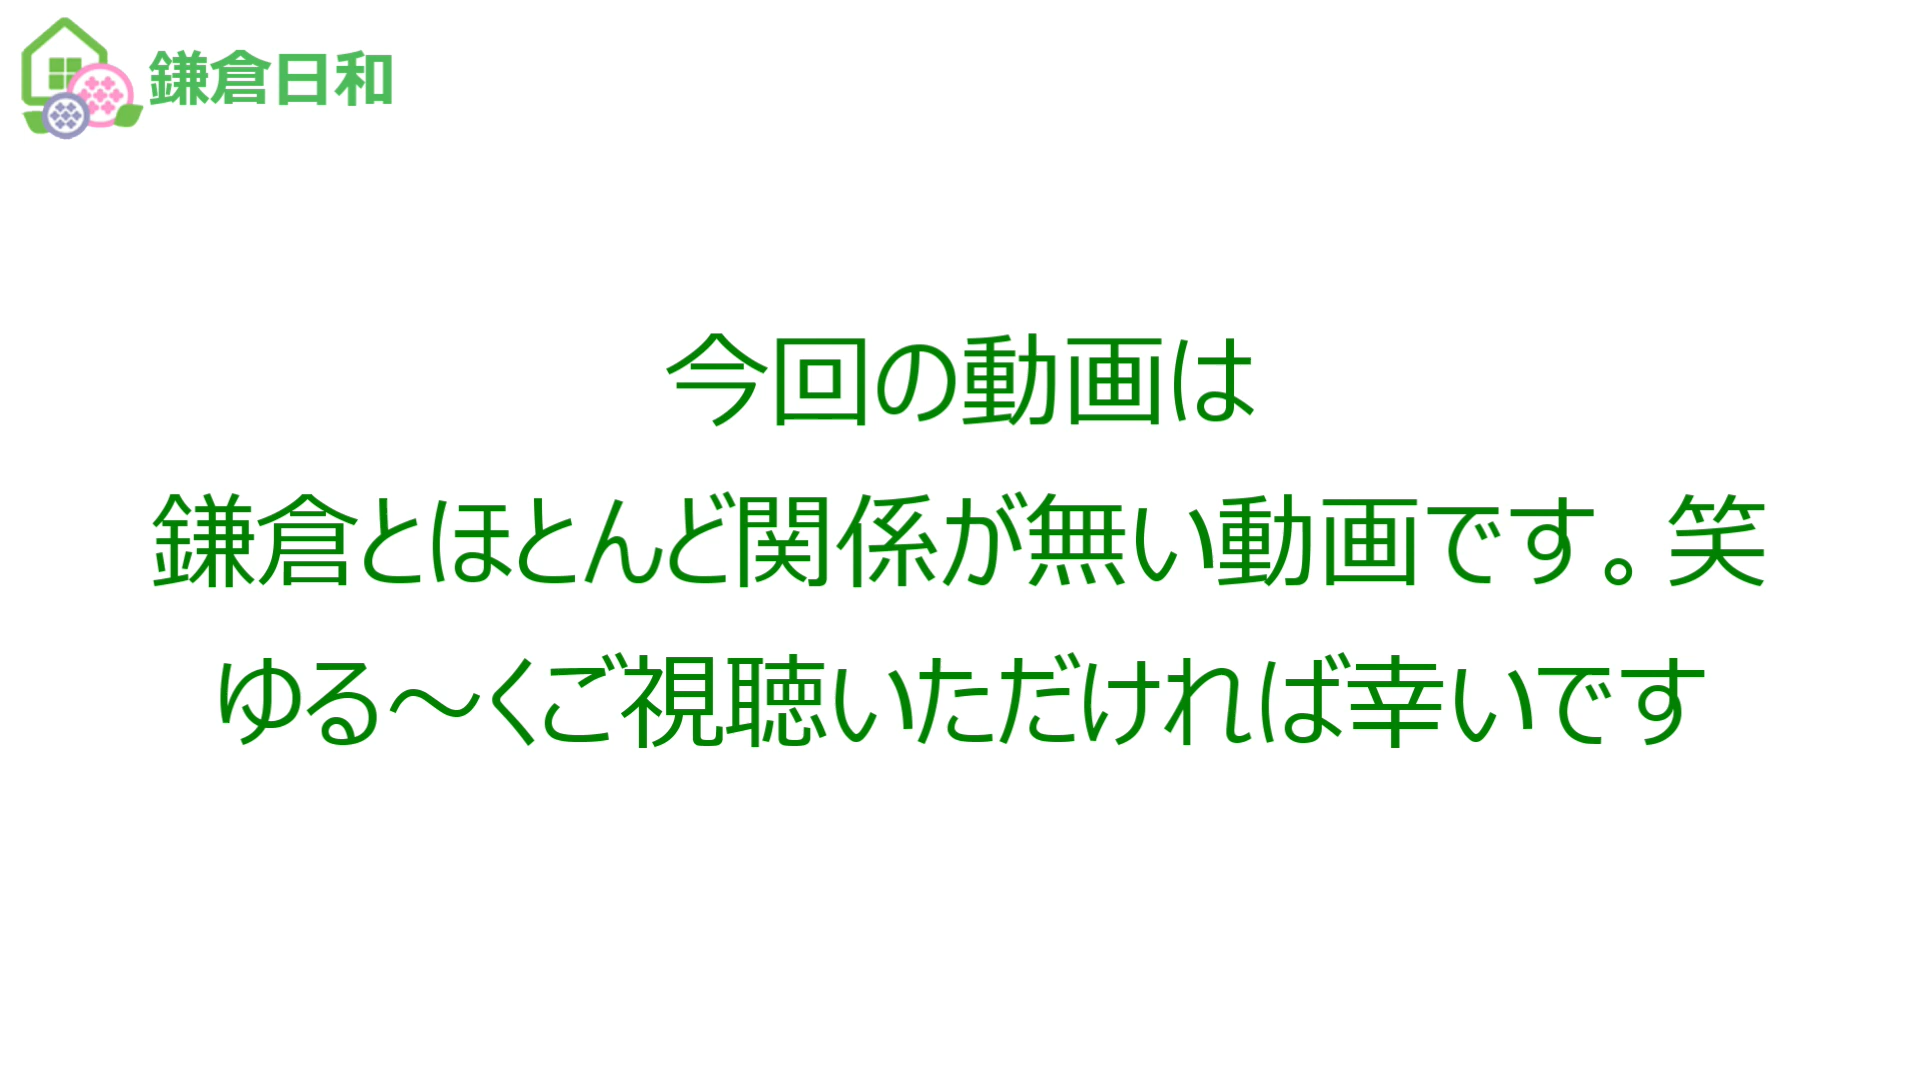 鎌倉日和
今回の動画は
鎌倉とほとんど関係が無い動画です。笑
ゆる～くご視聴いただければ幸いです